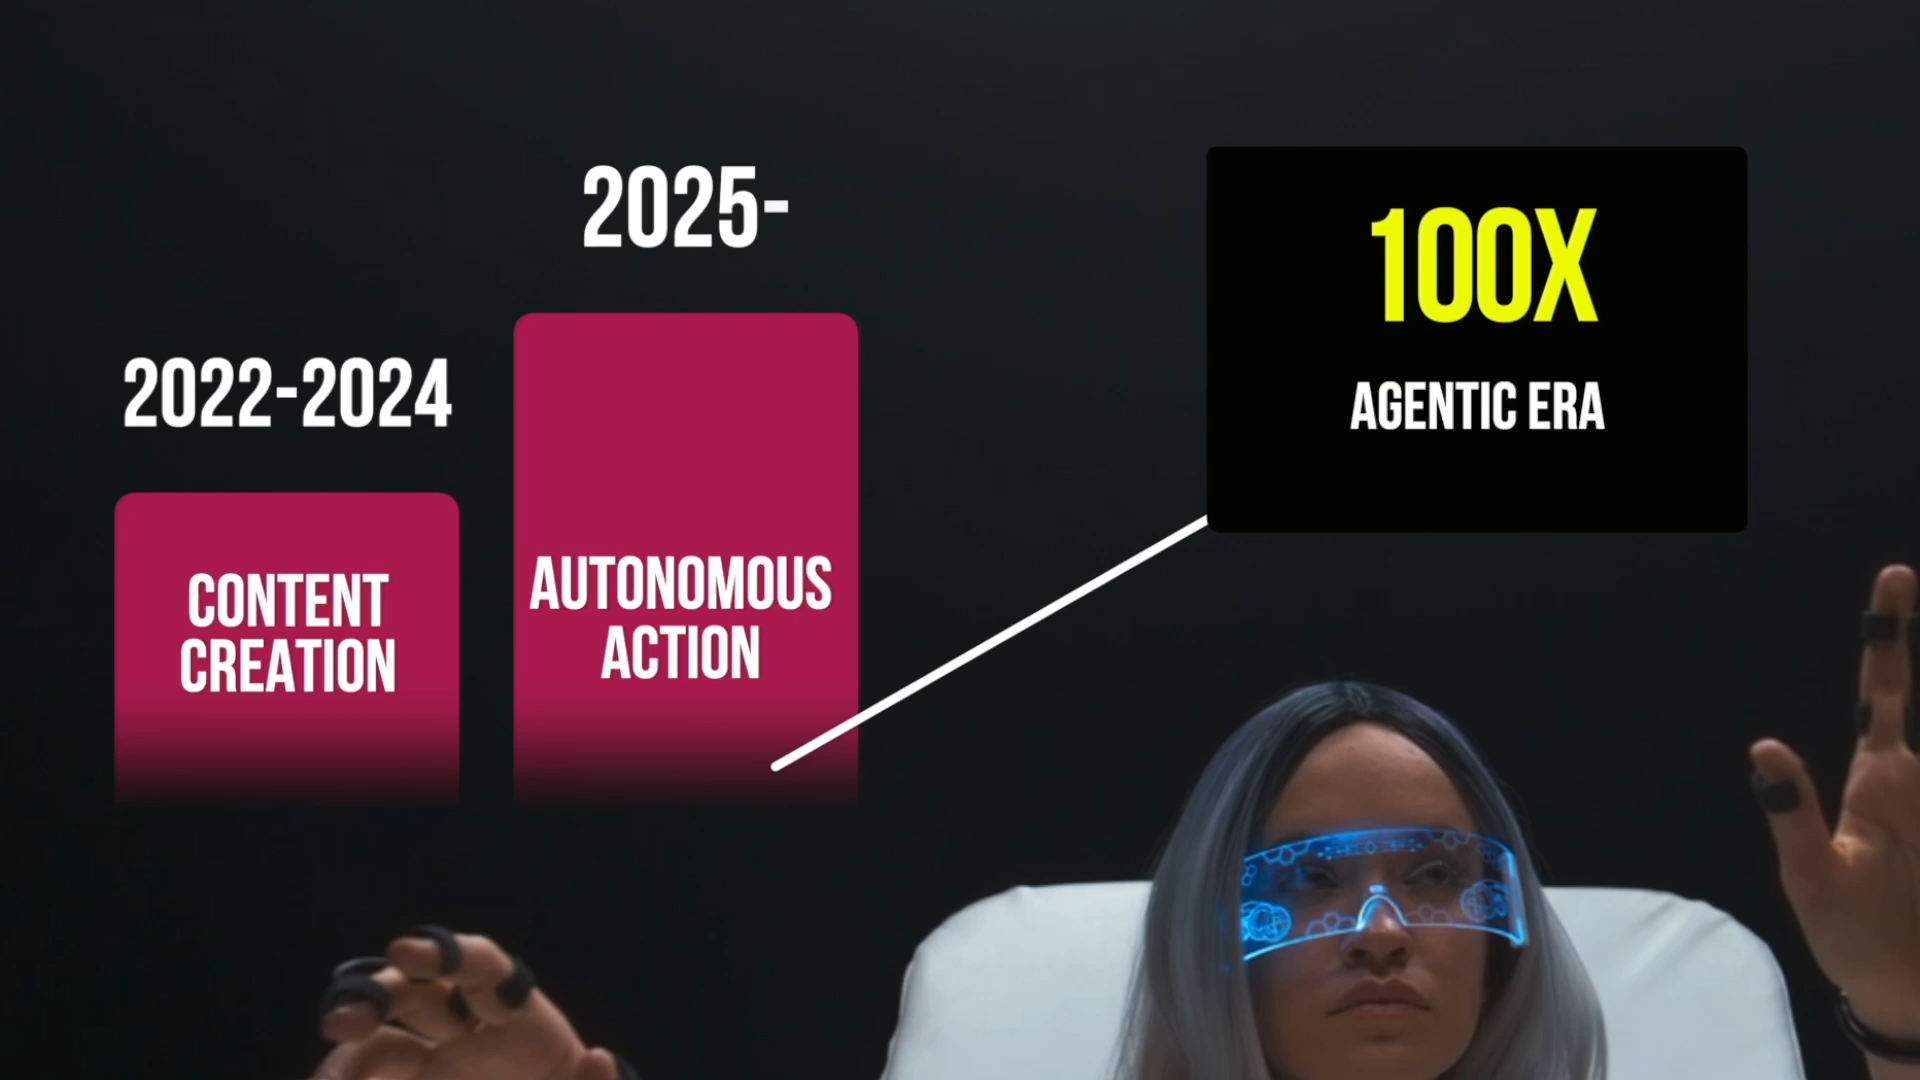 2022-2024
CONTENT
CREATION
2025-
AUTONOMOUS
ACTION
100X
AGENTIC ERA